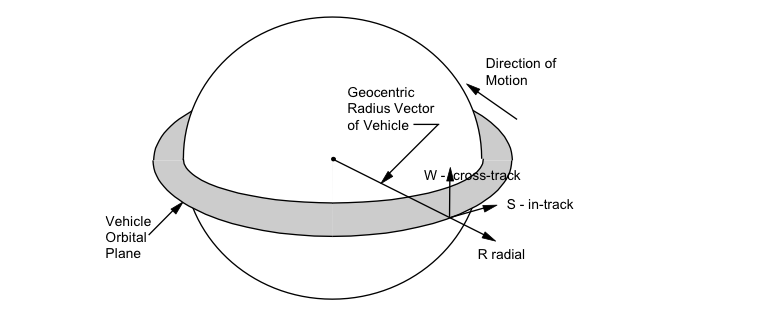 Direction of
Motion
Geocentric
Radius Vector
of Vehicle
W - cross-track
S - in-track
Vehicle
Orbital
Plane
R radial